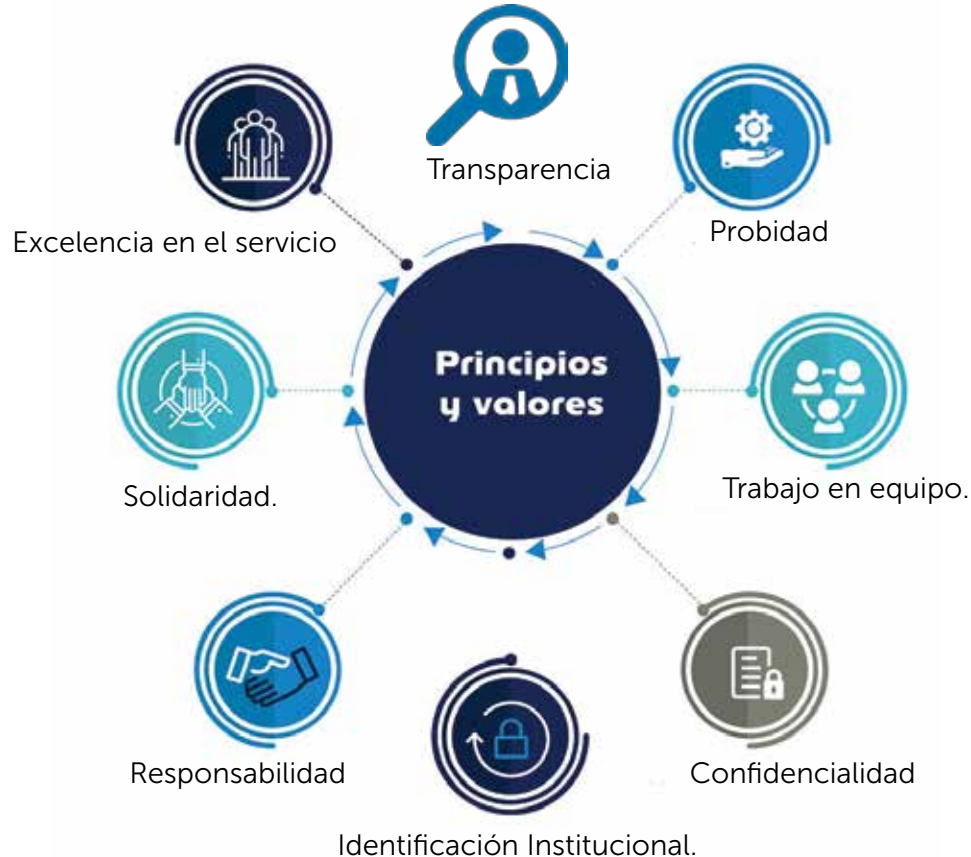 Transparencia
Probidad
Excelencia en el servicio
Principios
y valores
Solidaridad.
Trabajo en equipo.
Responsabilidad
Confidencialidad
Identificación Institucional.